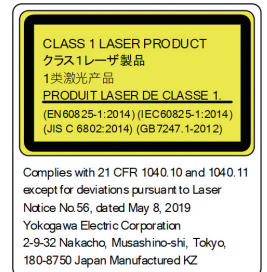 CLASS 1 LASER PRODUCT
クラス1レーザ製品
1类激光产品
PRODUIT LASER DE CLASSE 1.
(EN60825-1:2014) (IEC60825-1:2014)
(JIS C 6802:2014) (GB7247.1-2012)
Complies with 21 CFR 1040.10 and 1040.11
except for deviations pursuant to Laser
Notice No.56, dated May 8, 2019
Yokogawa Electric Corporation
2-9-32 Nakacho, Musashino-shi, Tokyo,
180-8750 Japan Manufactured KZ